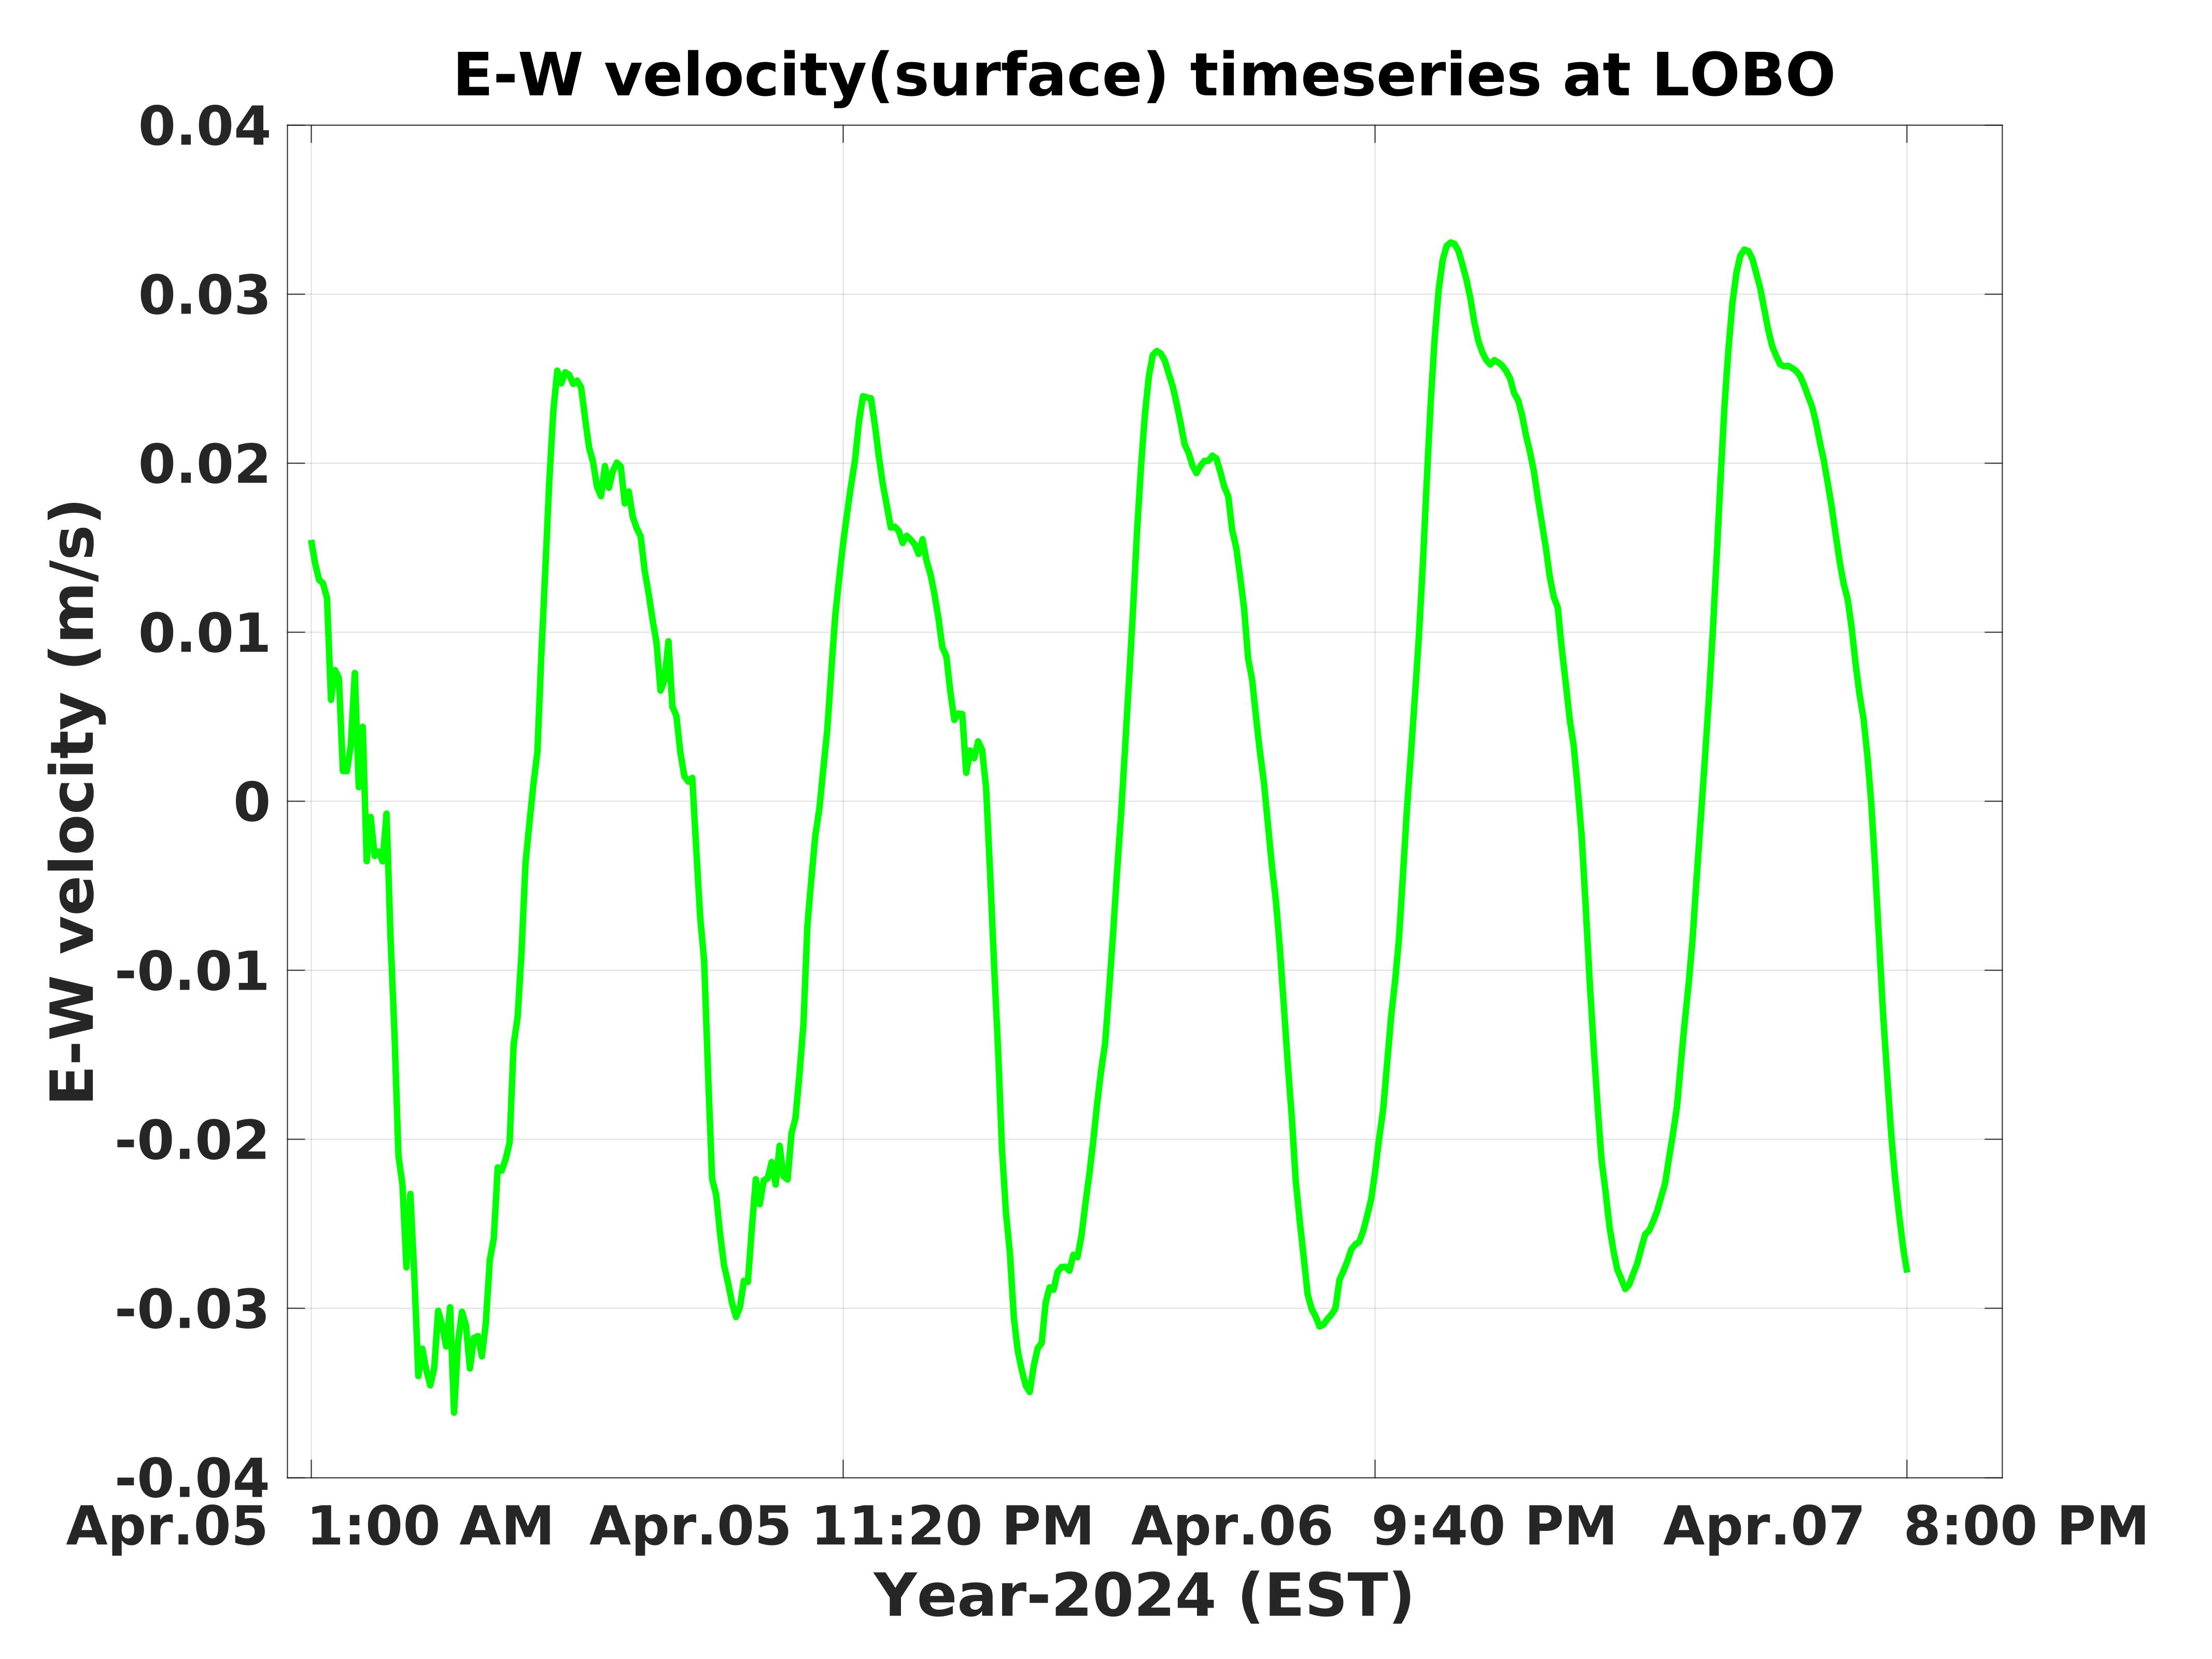 E-W velocity(surface) timeseries at LOBO
0.04
0.03
0.02
0.01
0
-0.01
-0.02
-0.03
-0.04
E-W velocity (m/s)
Apr.05 1:00 AM Apr.05 11:20 PM Apr.06 9:40 PM Apr.07 8:00 PM
Year-2024 (EST)